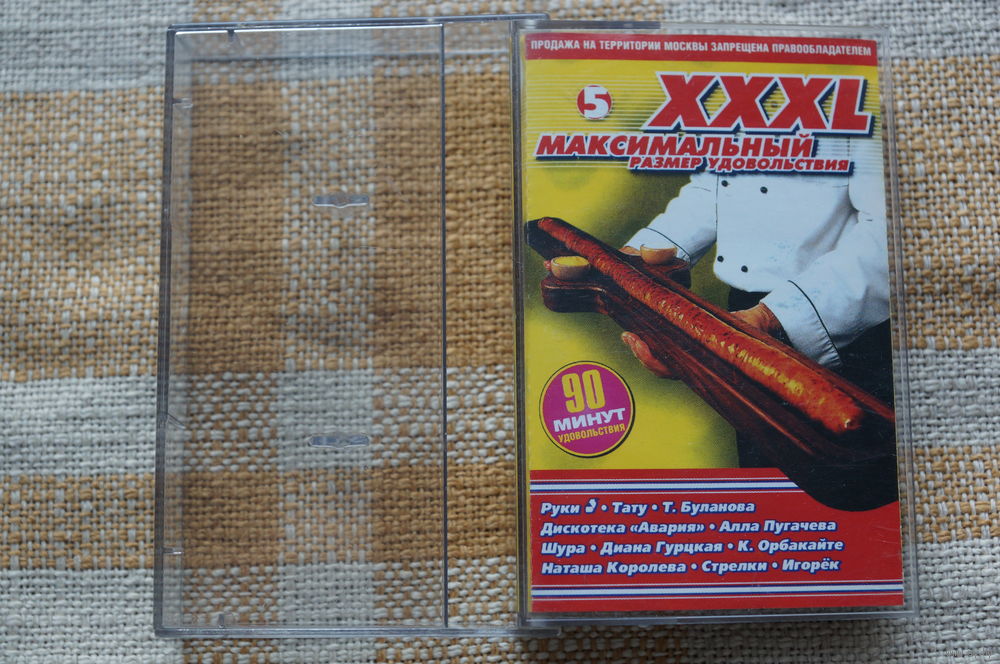 ПРОДАЖА НА ТЕРРИТОРИИ МОСКВЫ ЗАПРЕЩЕНА ПРАВООБЛАДАТЕЛЕМ
5 XXXL
МАКСИМАЛЬНЫЙ
РАЗМЕР УДОВОЛЬСТВИЯ
90
МИНУТ
УДОВОЛЬСТВИЯ
Руки • Тату • Т. Буланова
Дискотека «Авария» • Алла Пугачева
Шура • Диана Гурцкая • К. Орбакайте
Наташа Королева • Стрелки • Игорёк